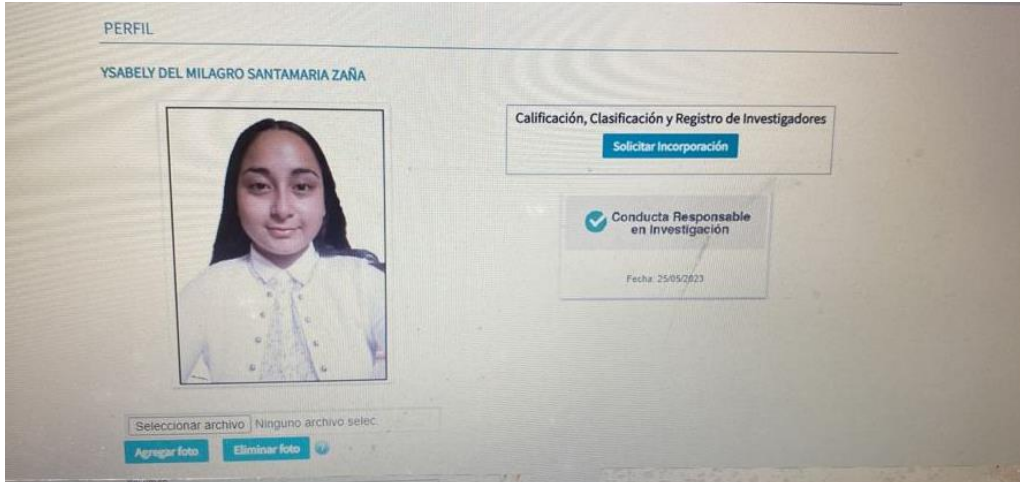 PERFIL
YSABELY DEL MILAGRO SANTAMARIA ZAÑA
Calificación, Clasificación y Registro de Investigadores
Solicitar Incorporación
Conducta Responsable
en Investigación
Fecha: 25/05/2023
Seleccionar archivo Ninguno archivo selec.
Agregar foto Eliminar foto ?